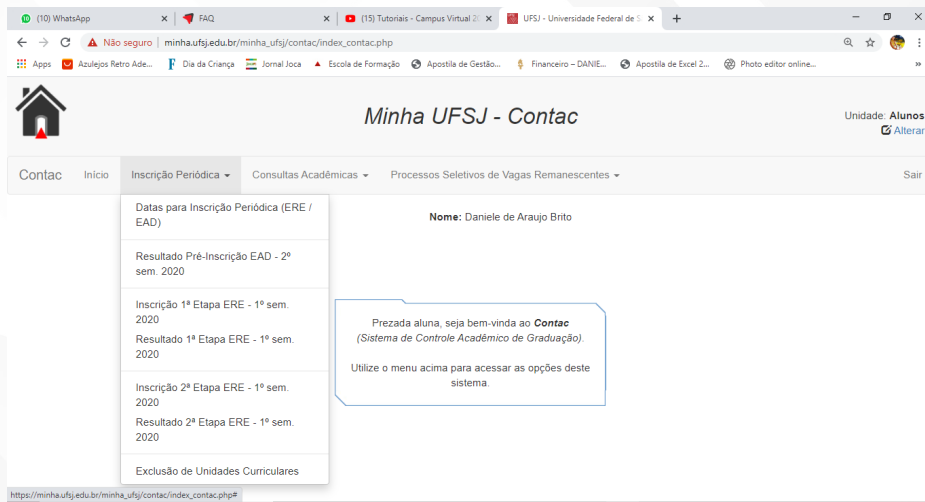 (10) WhatsApp
FAQ
(15) Tutoriais - Campus Virtual 20
UFSJ - Universidade Federal de S
Não seguro | minha.ufsj.edu.br/minha_ufsj/contac/index_contac.php
Apps Azulejos Retro Ade... Dia da Criança Jornal Joca Escola de Formação Apostila de Gestão... Financeiro – DANIE... Apostila de Excel 2... Photo editor online... »
Minha UFSJ - Contac
Unidade: Alunos
Alterar
Contac Início Inscrição Periódica Consultas Acadêmicas Processos Seletivos de Vagas Remanescentes Sair
Datas para Inscrição Periódica (ERE /
EAD)
Resultado Pré-Inscrição EAD - 2º
sem. 2020
Inscrição 1ª Etapa ERE - 1º sem.
2020
Resultado 1ª Etapa ERE - 1º sem.
2020
Inscrição 2ª Etapa ERE - 1º sem.
2020
Resultado 2ª Etapa ERE - 1º sem.
2020
Exclusão de Unidades Curriculares
Nome: Daniele de Araujo Brito
Prezada aluna, seja bem-vinda ao Contac
(Sistema de Controle Acadêmico de Graduação).
Utilize o menu acima para acessar as opções deste
sistema.
https://minha.ufsj.edu.br/minha_ufsj/contac/index_contac.php#